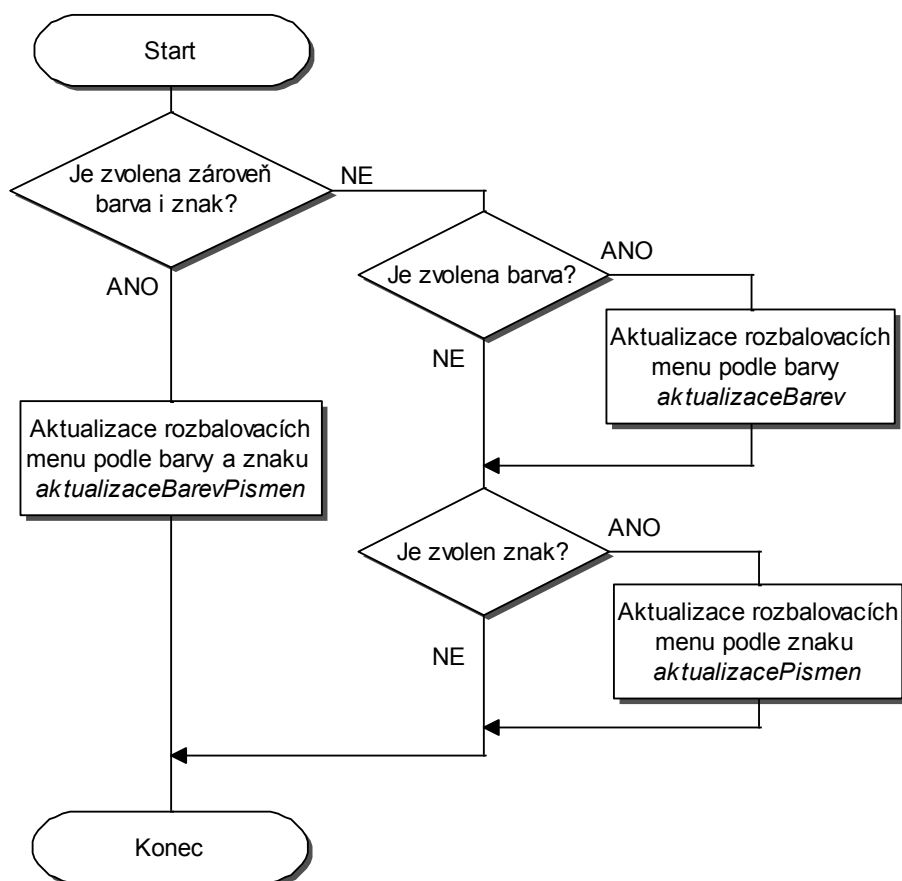 Start
Je zvolena zároveň
barva i znak?
NE
ANO
Je zvolena barva?
ANO
NE
Aktualizace rozbalovacích
menu podle barvy
aktualizaceBarev
Aktualizace rozbalovacích
menu podle barvy a znaku
aktualizaceBarevPismen
Je zvolen znak?
ANO
NE
Aktualizace rozbalovacích
menu podle znaku
aktualizacePismen
Konec